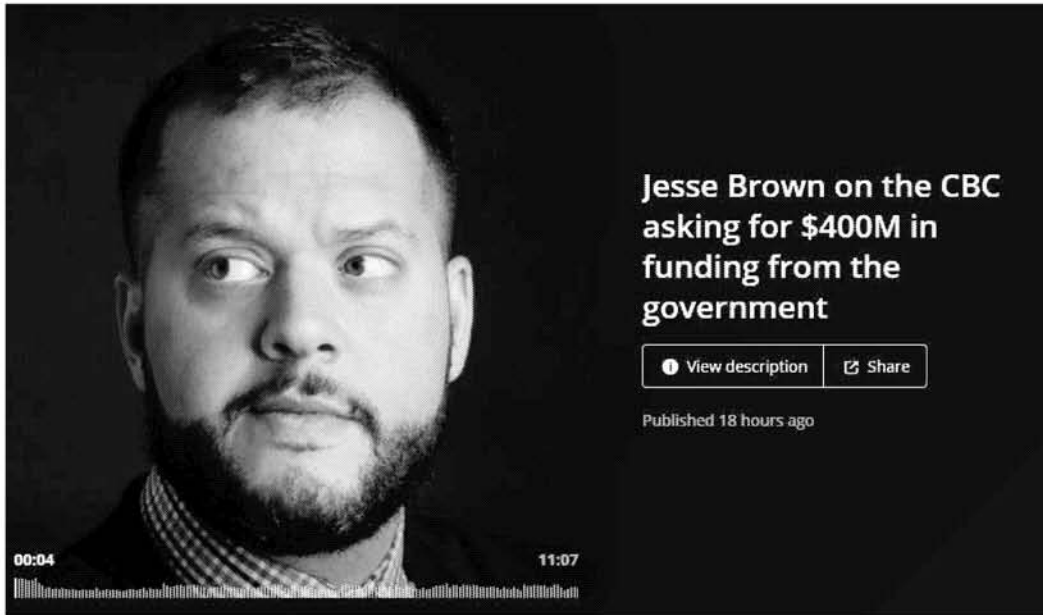 Jesse Brown on the CBC
asking for $400M in
funding from the
government
View description
Share
Published 18 hours ago
00:04
11:07